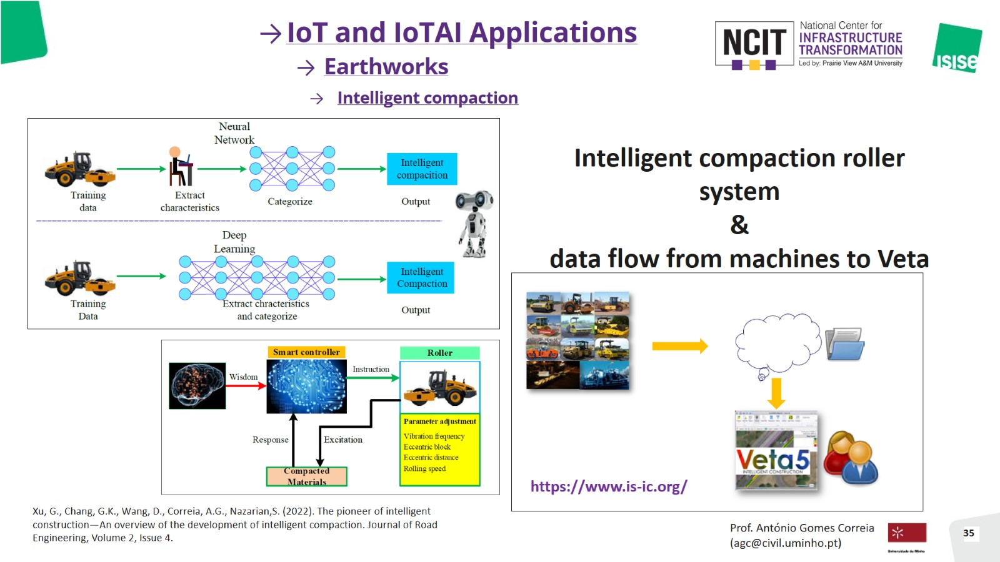 → IoT and IoTAI Applications
→ Earthworks
→ Intelligent compaction
NCIT
National Center for
INFRASTRUCTURE
TRANSFORMATION
Led by: Prairie View A&M University
isise
Neural
Network
Training
data
Extract
characteristics
Categorize
Intelligent
compacition
Output
Deep
Learning
Training
Data
Extract chracteristics
and categorize
Intelligent
Compaction
Output
Wisdom
Smart controller
Instruction
Roller
Response
Excitation
Compacted
Materials
Parameter adjustment
Vibration frequency
Eccentric block
Eccentric distance
Rolling speed
Intelligent compaction roller
system
&
data flow from machines to Veta
Veta5
INTELLIGENT CONSTRUCTION
https://www.is-ic.org/
Xu, G., Chang, G.K., Wang, D., Correia, A.G., Nazarian,S. (2022). The pioneer of intelligent
construction—An overview of the development of intelligent compaction. Journal of Road
Engineering, Volume 2, Issue 4.
Prof. António Gomes Correia
(agc@civil.uminho.pt)
Universidade do Minho
35